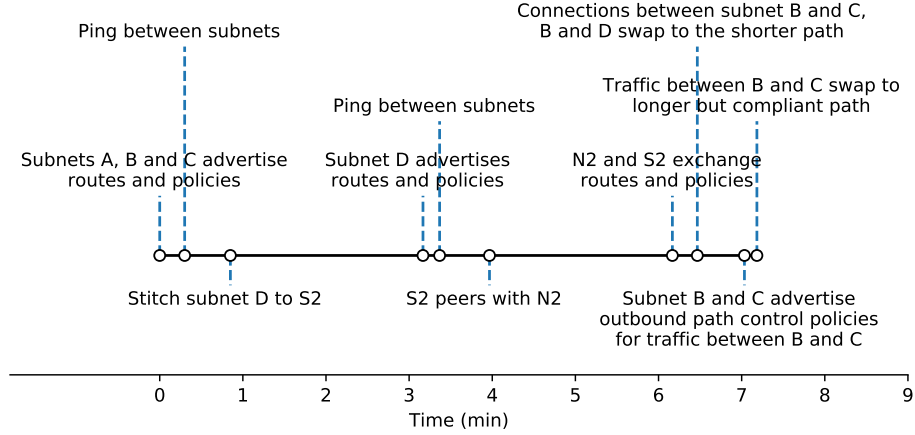 Connections between subnet B and C,
B and D swap to the shorter path
Ping between subnets
Traffic between B and C swap to
longer but compliant path
Ping between subnets
Subnets A, B and C advertise
routes and policies
Subnet D advertises
routes and policies
N2 and S2 exchange
routes and policies
Stitch subnet D to S2
S2 peers with N2
Subnet B and C advertise
outbound path control policies
for traffic between B and C
0 1 2 3 4 5 6 7 8 9
Time (min)